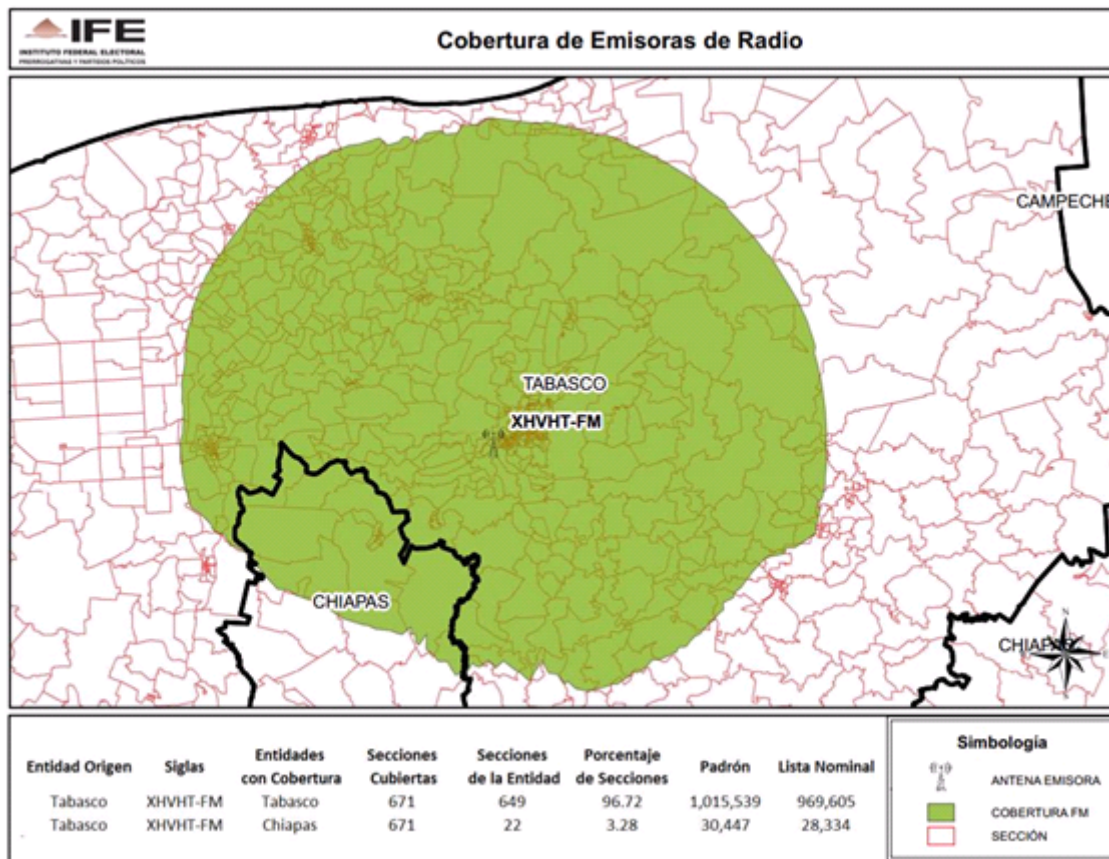 IFE
INSTITUTO FEDERAL ELECTORAL
PRERROGATIVAS Y PARTIDOS POLÍTICOS
Cobertura de Emisoras de Radio
CAMPECHE
TABASCO
XHVHT-FM
CHIAPAS
CHIAPAS
N
E
S
Entidad Origen Siglas Entidades con Cobertura Secciones Cubiertas Secciones de la Entidad Porcentaje de Secciones Padrón Lista Nominal
Tabasco XHVHT-FM Tabasco 671 649 96.72 1,015,539 969,605
Tabasco XHVHT-FM Chiapas 671 22 3.28 30,447 28,334
Simbología
ANTENA EMISORA
COBERTURA FM
SECCIÓN